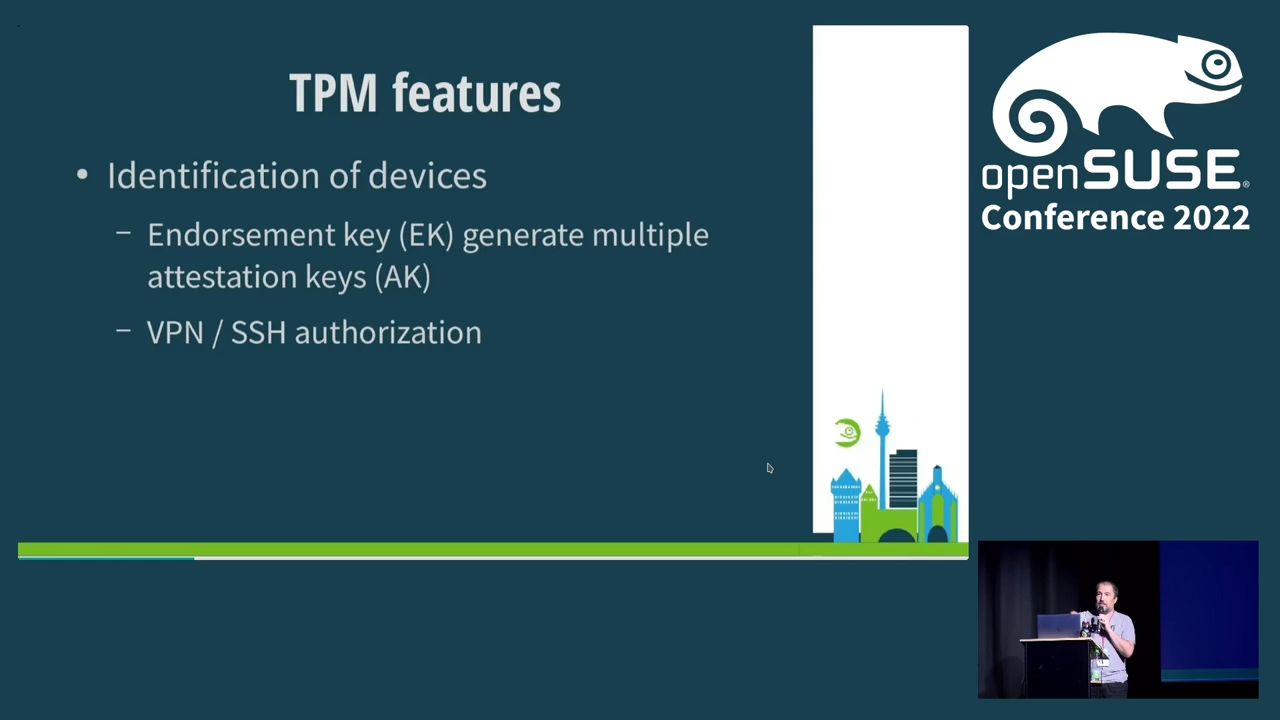 TPM features
• Identification of devices
– Endorsement key (EK) generate multiple
attestation keys (AK)
– VPN / SSH authorization
openSUSE®
Conference 2022